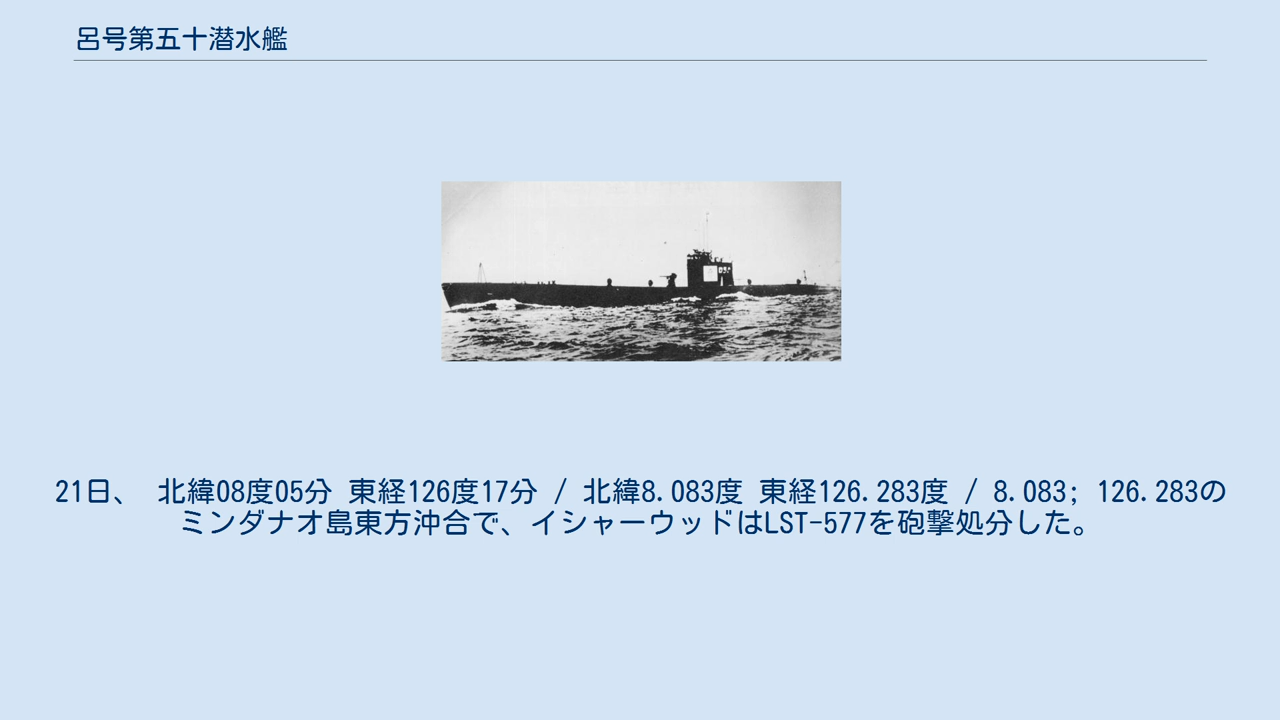 呂号第五十潜水艦
21日、 北緯08度05分 東経126度17分 / 北緯8.083度 東経126.283度 / 8.083; 126.283の
ミンダナオ島東方沖合で、イシャーウッドはLST-577を砲撃処分した。